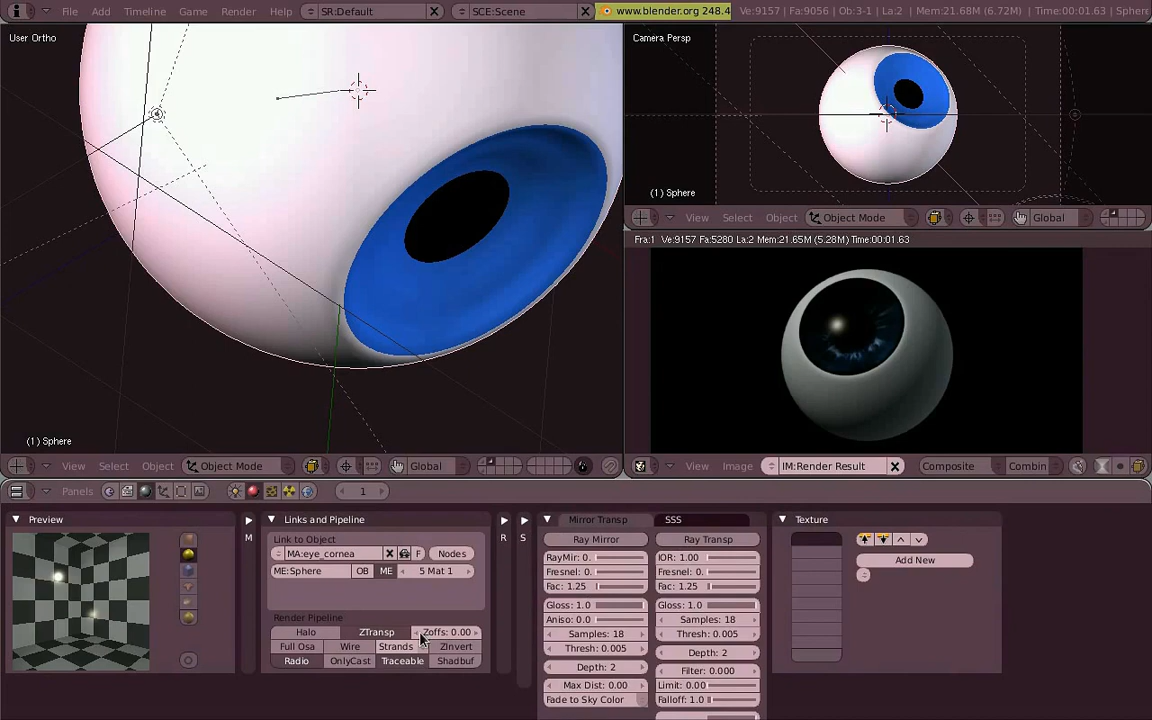 File Add Timeline Game Render Help SR:Default SCE:Scene www.blender.org 248.4 Ve:9157 | Fa:9056 | Ob:3-1 | La:2 | Mem:21.68M (6.72M) | Time:00:01.63 |
User Ortho
(1) Sphere
View Select Object Object Mode Global
Camera Persp
(1) Sphere
View Select Object Object Mode Global
Fra:1 Ve:9157 Fa:5280 La:2 Mem:21.65M (5.28M) Time:00:01.63
View Image IM:Render Result Composite Combin
Panels 1
Preview
M
Links and Pipeline
Link to Object
MA:eye_cornea F Nodes
ME:Sphere OB ME 5 Mat 1
Render Pipeline
Halo ZTransp Zoffs: 0.00
Full Osa Wire Strands ZInvert
Radio OnlyCast Traceable Shadbuf
R
S
Mirror Transp SSS
Ray Mirror
RayMir: 0.
Fresnel: 0.
Fac: 1.25
Gloss: 1.0
Aniso: 0.0
Samples: 18
Thresh: 0.005
Depth: 2
Max Dist: 0.00
Fade to Sky Color
Ray Transp
IOR: 1.00
Fresnel: 0.
Fac: 1.25
Gloss: 1.0
Samples: 18
Thresh: 0.005
Depth: 2
Filter: 0.000
Limit: 0.00
Falloff: 1.0
Texture
Add New